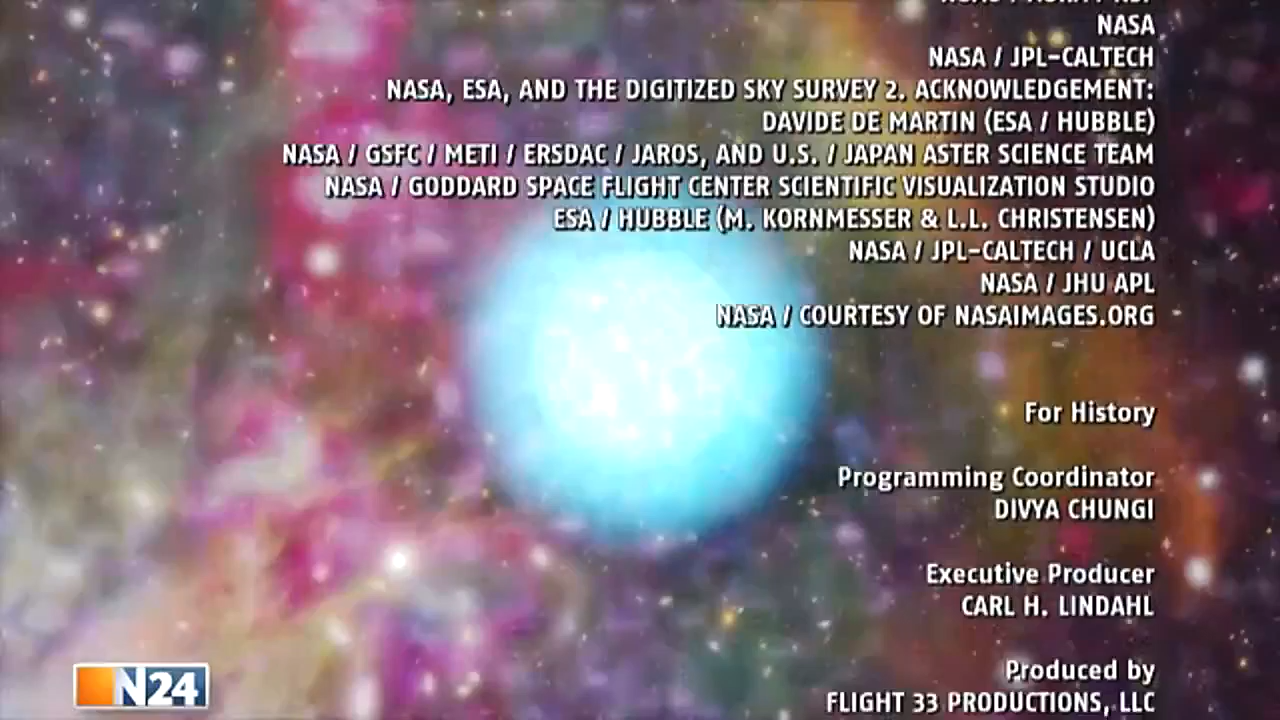 NASA
NASA / JPL-CALTECH
NASA, ESA, AND THE DIGITIZED SKY SURVEY 2. ACKNOWLEDGEMENT:
DAVIDE DE MARTIN (ESA / HUBBLE)
NASA / GSFC / METI / ERSDAC / JAROS, AND U.S. / JAPAN ASTER SCIENCE TEAM
NASA / GODDARD SPACE FLIGHT CENTER SCIENTIFIC VISUALIZATION STUDIO
ESA / HUBBLE (M. KORNMESSER & L.L. CHRISTENSEN)
NASA / JPL-CALTECH / UCLA
NASA / JHU APL
NASA / COURTESY OF NASAIMAGES.ORG
For History
Programming Coordinator
DIVYA CHUNGI
Executive Producer
CARL H. LINDAHL
Produced by
FLIGHT 33 PRODUCTIONS, LLC
N24